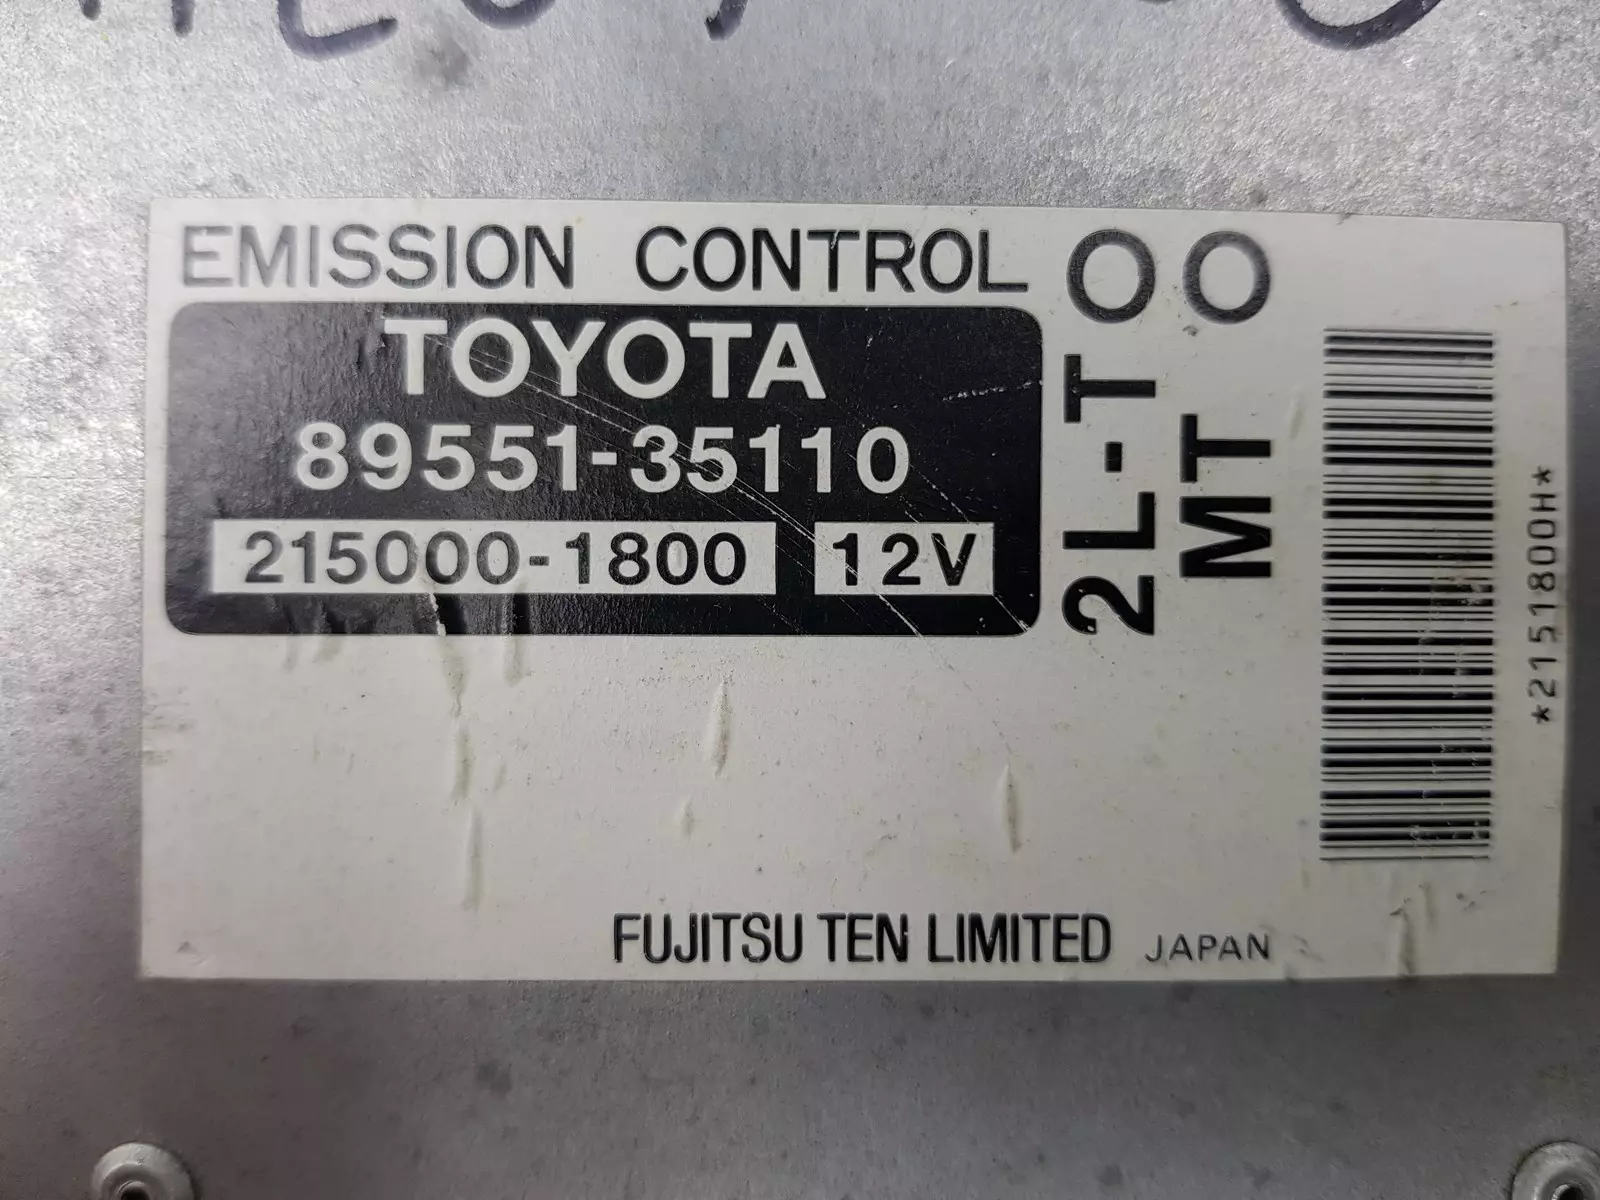 EMISSION CONTROL
TOYOTA
89551-35110
215000-1800 12V
2L-T
MT
*2151800H*
FUJITSU TEN LIMITED JAPAN